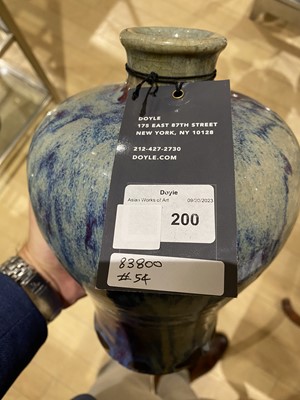 DOYLE
175 EAST 87TH STREET
NEW YORK, NY 10128
212-427-2730
DOYLE.COM
Doyle
Asian Works of Art 09/20/2023
200
83800
#54